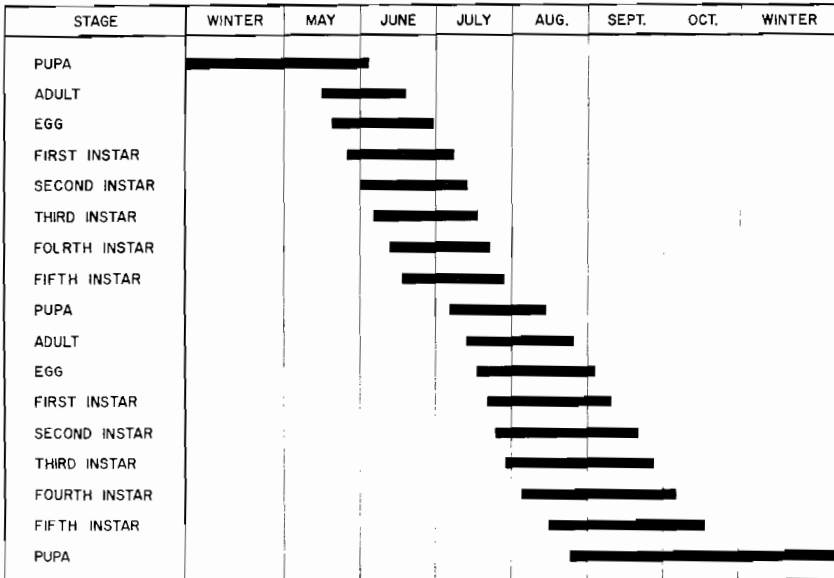 STAGE WINTER MAY JUNE JULY AUG. SEPT. OCT. WINTER
PUPA
ADULT
EGG
FIRST INSTAR
SECOND INSTAR
THIRD INSTAR
FOURTH INSTAR
FIFTH INSTAR
PUPA
ADULT
EGG
FIRST INSTAR
SECOND INSTAR
THIRD INSTAR
FOURTH INSTAR
FIFTH INSTAR
PUPA